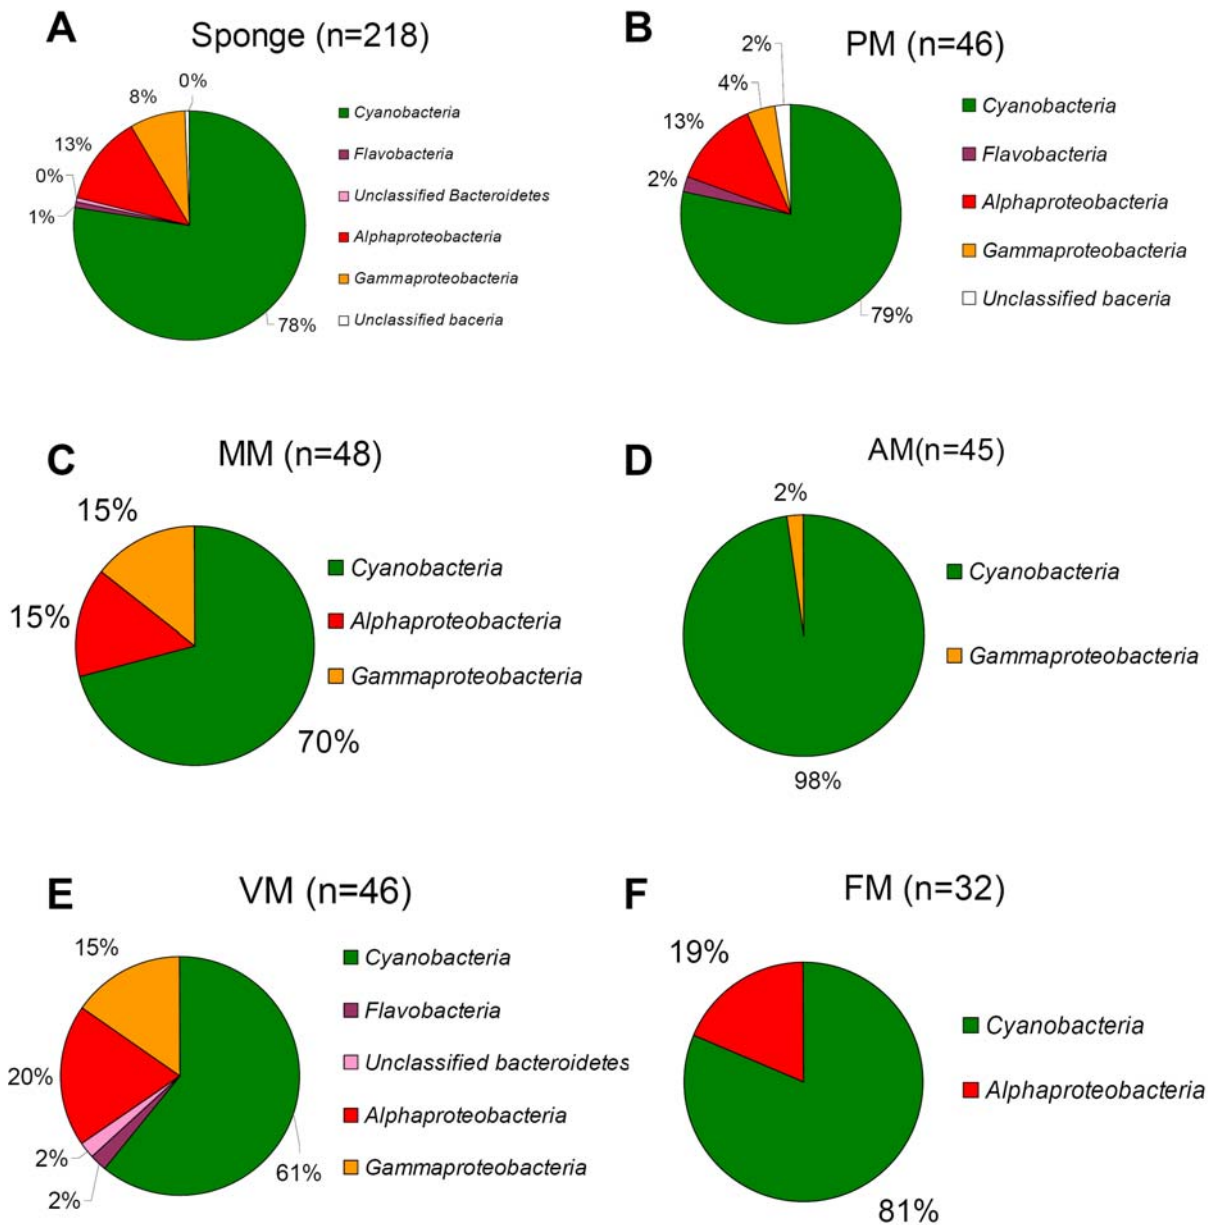 A
Sponge (n=218)
0%
8%
13%
0%
1%
78%
Cyanobacteria
Flavobacteria
Unclassified Bacteroidetes
Alphaproteobacteria
Gammaproteobacteria
Unclassified baceria
B
PM (n=46)
2%
4%
13%
2%
79%
Cyanobacteria
Flavobacteria
Alphaproteobacteria
Gammaproteobacteria
Unclassified baceria
C
MM (n=48)
15%
15%
70%
Cyanobacteria
Alphaproteobacteria
Gammaproteobacteria
D
AM(n=45)
2%
98%
Cyanobacteria
Gammaproteobacteria
E
VM (n=46)
15%
20%
2%
2%
61%
Cyanobacteria
Flavobacteria
Unclassified bacteroidetes
Alphaproteobacteria
Gammaproteobacteria
F
FM (n=32)
19%
81%
Cyanobacteria
Alphaproteobacteria